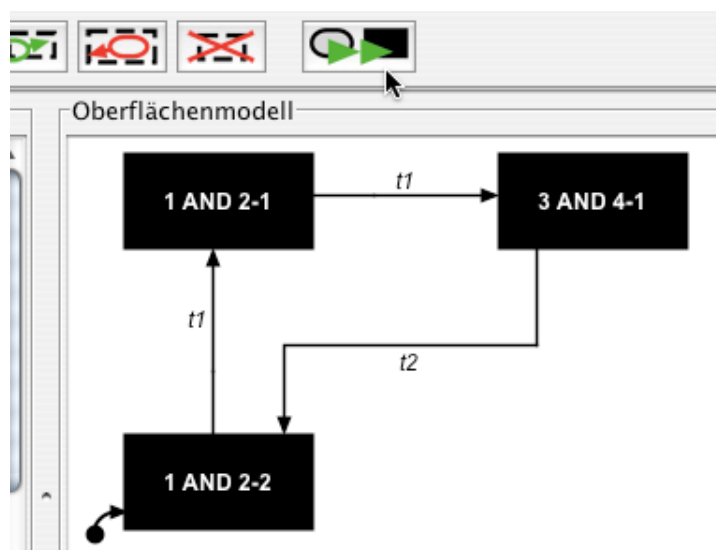 Oberflächenmodell
1 AND 2-1
t1
3 AND 4-1
t1
t2
1 AND 2-2